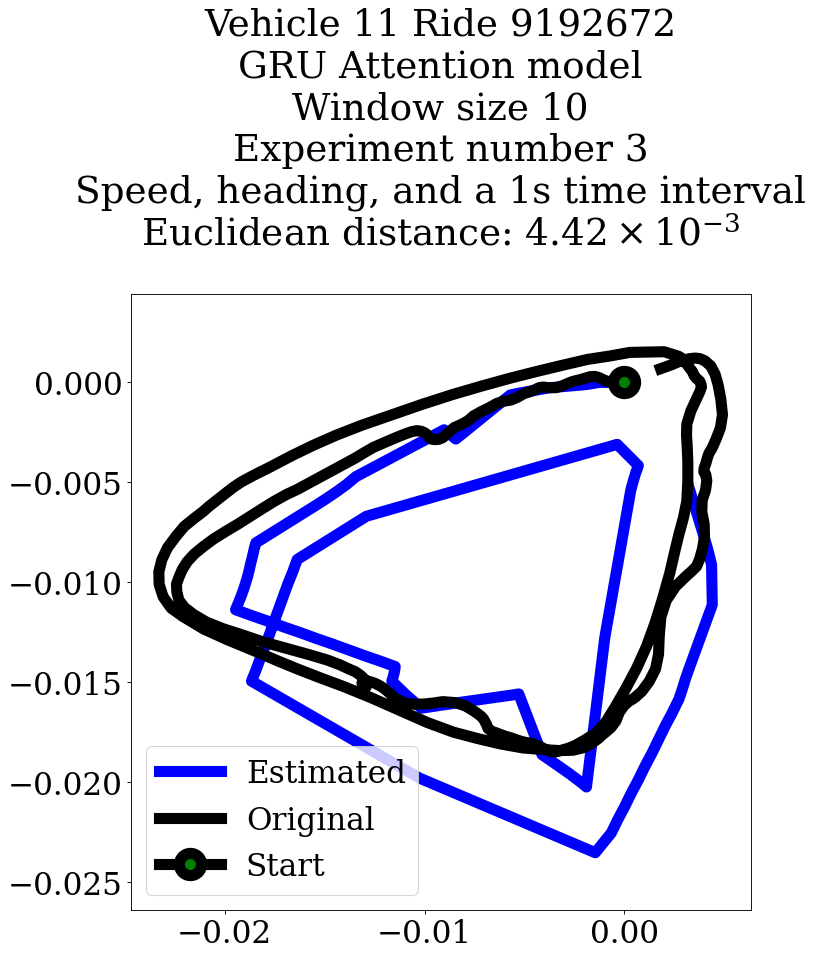 Vehicle 11 Ride 9192672
GRU Attention model
Window size 10
Experiment number 3
Speed, heading, and a 1s time interval
Euclidean distance: 4.42 × 10⁻³
0.000
−0.005
−0.010
−0.015
−0.020
−0.025
Estimated
Original
Start
−0.02 −0.01 0.00